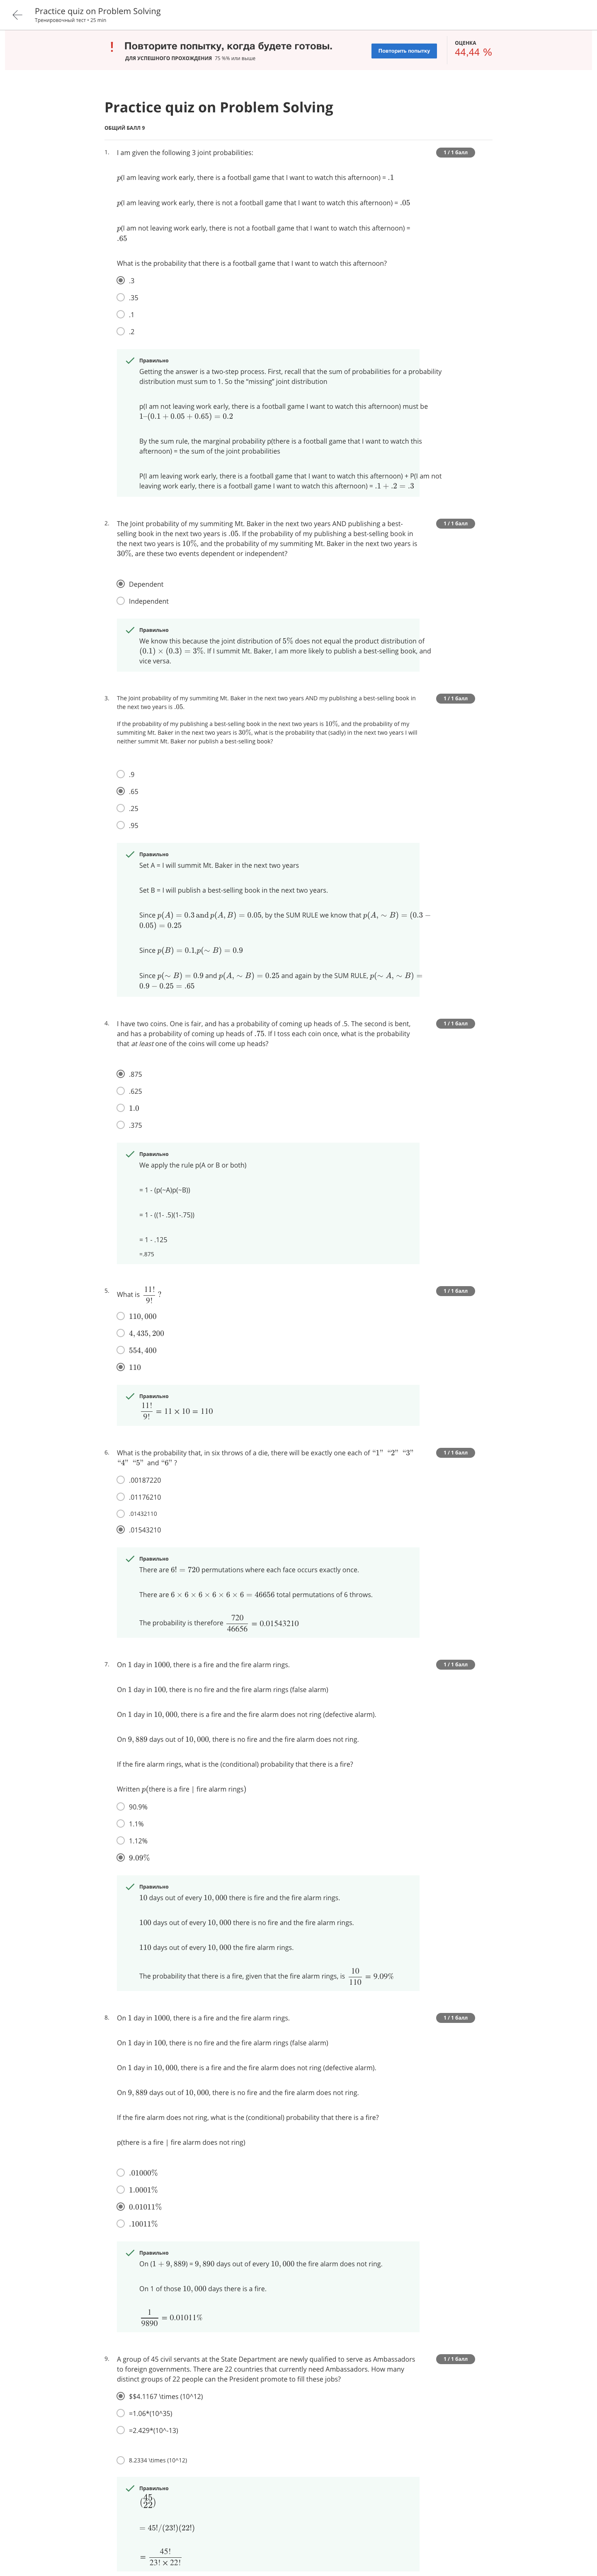 Practice quiz on Problem Solving
Тренировочный тест • 25 min
! Повторите попытку, когда будете готовы.
ДЛЯ УСПЕШНОГО ПРОХОЖДЕНИЯ 75 %% или выше
Повторить попытку
ОЦЕНКА
44,44 %
Practice quiz on Problem Solving
ОБЩИЙ БАЛЛ 9
1. I am given the following 3 joint probabilities:
1 / 1 балл
p(I am leaving work early, there is a football game that I want to watch this afternoon) = .1
p(I am leaving work early, there is not a football game that I want to watch this afternoon) = .05
p(I am not leaving work early, there is not a football game that I want to watch this afternoon) =
.65
What is the probability that there is a football game that I want to watch this afternoon?
.3
.35
.1
.2
Правильно
Getting the answer is a two-step process. First, recall that the sum of probabilities for a probability
distribution must sum to 1. So the “missing” joint distribution
p(I am not leaving work early, there is a football game I want to watch this afternoon) must be
1–(0.1 + 0.05 + 0.65) = 0.2
By the sum rule, the marginal probability p(there is a football game that I want to watch this
afternoon) = the sum of the joint probabilities
P(I am leaving work early, there is a football game that I want to watch this afternoon) + P(I am not
leaving work early, there is a football game I want to watch this afternoon) = .1 + .2 = .3
2. The Joint probability of my summiting Mt. Baker in the next two years AND publishing a best-
1 / 1 балл
selling book in the next two years is .05. If the probability of my publishing a best-selling book in
the next two years is 10%, and the probability of my summiting Mt. Baker in the next two years is
30%, are these two events dependent or independent?
Dependent
Independent
Правильно
We know this because the joint distribution of 5% does not equal the product distribution of
(0.1) × (0.3) = 3%. If I summit Mt. Baker, I am more likely to publish a best-selling book, and
vice versa.
3. The Joint probability of my summiting Mt. Baker in the next two years AND my publishing a best-selling book in
1 / 1 балл
the next two years is .05.
If the probability of my publishing a best-selling book in the next two years is 10%, and the probability of my
summiting Mt. Baker in the next two years is 30%, what is the probability that (sadly) in the next two years I will
neither summit Mt. Baker nor publish a best-selling book?
.9
.65
.25
.95
Правильно
Set A = I will summit Mt. Baker in the next two years
Set B = I will publish a best-selling book in the next two years.
Since p(A) = 0.3 and p(A, B) = 0.05, by the SUM RULE we know that p(A, ∼ B) = (0.3 −
0.05) = 0.25
Since p(B) = 0.1,p(∼ B) = 0.9
Since p(∼ B) = 0.9 and p(A, ∼ B) = 0.25 and again by the SUM RULE, p(∼ A, ∼ B) =
0.9 − 0.25 = .65
4. I have two coins. One is fair, and has a probability of coming up heads of .5. The second is bent,
1 / 1 балл
and has a probability of coming up heads of .75. If I toss each coin once, what is the probability
that at least one of the coins will come up heads?
.875
.625
1.0
.375
Правильно
We apply the rule p(A or B or both)
= 1 - (p(~A)p(~B))
= 1 - ((1- .5)(1-.75))
= 1 - .125
=.875
5. What is 11!/9! ?
1 / 1 балл
110, 000
4, 435, 200
554, 400
110
Правильно
11!/9! = 11 × 10 = 110
6. What is the probability that, in six throws of a die, there will be exactly one each of “1” “2” “3”
1 / 1 балл
“4” “5” and “6” ?
.00187220
.01176210
.01432110
.01543210
Правильно
There are 6! = 720 permutations where each face occurs exactly once.
There are 6 × 6 × 6 × 6 × 6 × 6 = 46656 total permutations of 6 throws.
The probability is therefore 720/46656 = 0.01543210
7. On 1 day in 1000, there is a fire and the fire alarm rings.
1 / 1 балл
On 1 day in 100, there is no fire and the fire alarm rings (false alarm)
On 1 day in 10, 000, there is a fire and the fire alarm does not ring (defective alarm).
On 9, 889 days out of 10, 000, there is no fire and the fire alarm does not ring.
If the fire alarm rings, what is the (conditional) probability that there is a fire?
Written p(there is a fire | fire alarm rings)
90.9%
1.1%
1.12%
9.09%
Правильно
10 days out of every 10, 000 there is fire and the fire alarm rings.
100 days out of every 10, 000 there is no fire and the fire alarm rings.
110 days out of every 10, 000 the fire alarm rings.
The probability that there is a fire, given that the fire alarm rings, is 10/110 = 9.09%
8. On 1 day in 1000, there is a fire and the fire alarm rings.
1 / 1 балл
On 1 day in 100, there is no fire and the fire alarm rings (false alarm)
On 1 day in 10, 000, there is a fire and the fire alarm does not ring (defective alarm).
On 9, 889 days out of 10, 000, there is no fire and the fire alarm does not ring.
If the fire alarm does not ring, what is the (conditional) probability that there is a fire?
p(there is a fire | fire alarm does not ring)
.01000%
1.0001%
0.01011%
.10011%
Правильно
On (1 + 9, 889) = 9, 890 days out of every 10, 000 the fire alarm does not ring.
On 1 of those 10, 000 days there is a fire.
1/9890 = 0.01011%
9. A group of 45 civil servants at the State Department are newly qualified to serve as Ambassadors
1 / 1 балл
to foreign governments. There are 22 countries that currently need Ambassadors. How many
distinct groups of 22 people can the President promote to fill these jobs?
$$4.1167 \times (10^12)
=1.06*(10^35)
=2.429*(10^-13)
8.2334 \times (10^12)
Правильно
(45 22)
= 45!/(23!)(22!)
= 45!/23! × 22!